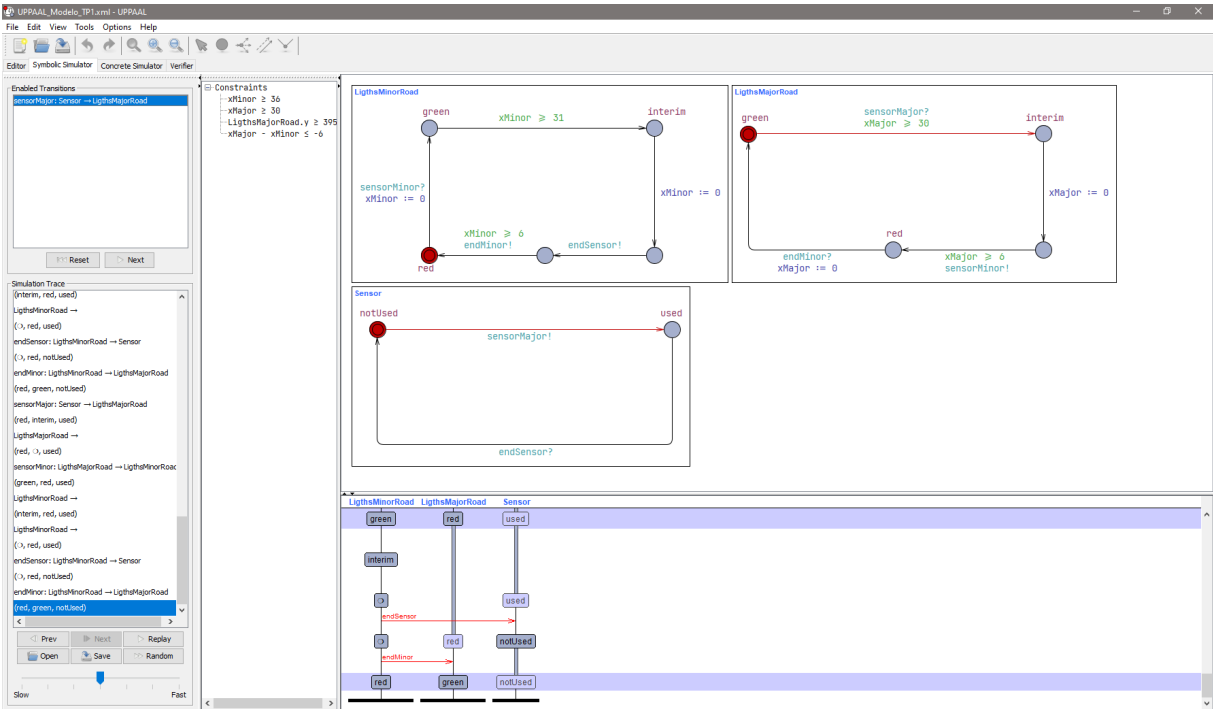 UPPAAL_Modelo_TP1.xml - UPPAAL
File Edit View Tools Options Help
Editor Symbolic Simulator Concrete Simulator Verifier
Enabled Transitions
sensorMajor: Sensor → LigthsMajorRoad
Reset Next
Simulation Trace
(interim, red, used)
LigthsMinorRoad →
(○, red, used)
endSensor: LigthsMinorRoad → Sensor
(○, red, notUsed)
endMinor: LigthsMinorRoad → LigthsMajorRoad
(red, green, notUsed)
sensorMajor: Sensor → LigthsMajorRoad
(red, interim, used)
LigthsMajorRoad →
(red, ○, used)
sensorMinor: LigthsMajorRoad → LigthsMinorRoad
(green, red, used)
LigthsMinorRoad →
(interim, red, used)
LigthsMinorRoad →
(○, red, used)
endSensor: LigthsMinorRoad → Sensor
(○, red, notUsed)
endMinor: LigthsMinorRoad → LigthsMajorRoad
(red, green, notUsed)
Prev Next Replay
Open Save Random
Slow Fast
Constraints
xMinor ≥ 36
xMajor ≥ 30
LigthsMajorRoad.y ≥ 395
xMajor - xMinor ≤ -6
LigthsMinorRoad
green
xMinor ≥ 31
interim
sensorMinor?
xMinor := 0
xMinor := 0
xMinor ≥ 6
endMinor!
endSensor!
red
LigthsMajorRoad
green
sensorMajor?
xMajor ≥ 30
interim
xMajor := 0
red
endMinor?
xMajor := 0
xMajor ≥ 6
sensorMinor!
Sensor
notUsed
used
sensorMajor!
endSensor?
LigthsMinorRoad LigthsMajorRoad Sensor
green red used
interim
used
endSensor
red notUsed
endMinor
red green notUsed